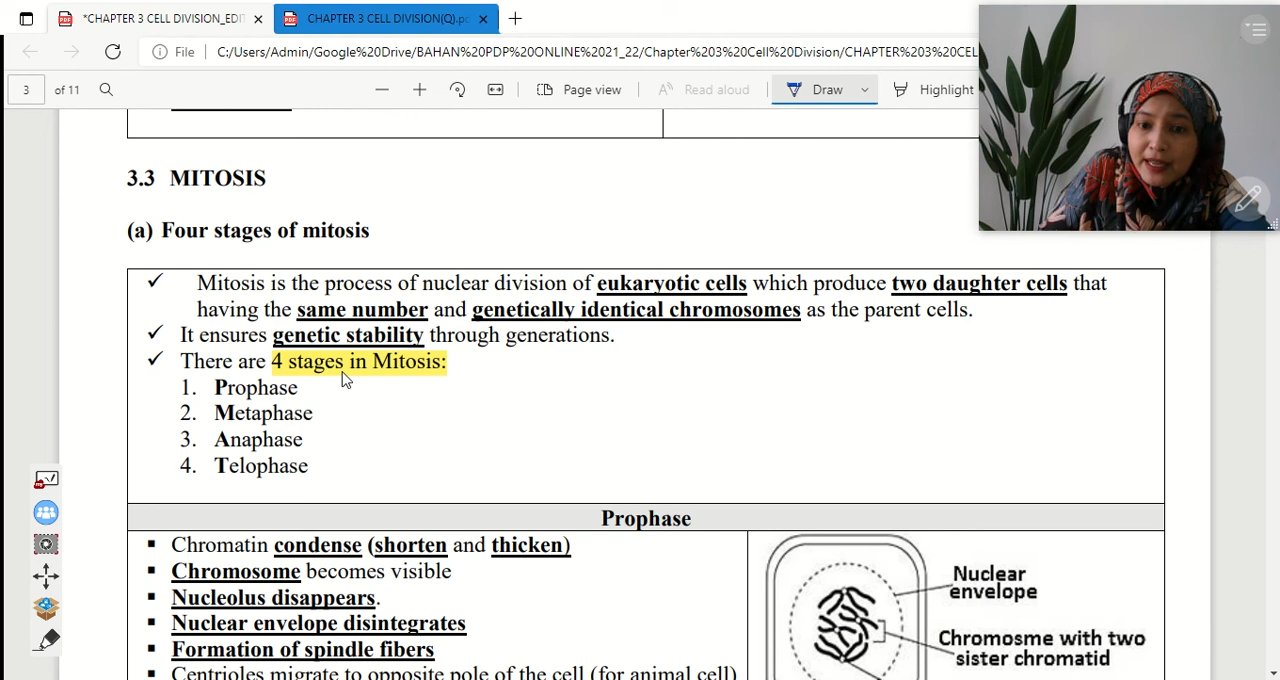 *CHAPTER 3 CELL DIVISION_EDI
CHAPTER 3 CELL DIVISION(Q).p
File
C:/Users/Admin/Google%20Drive/BAHAN%20PDP%20ONLINE%2021_22/Chapter%203%20Cell%20Division/CHAPTER%203%20CEL
3 of 11
Page view
Read aloud
Draw
Highlight
3.3 MITOSIS
(a) Four stages of mitosis
✓ Mitosis is the process of nuclear division of eukaryotic cells which produce two daughter cells that
having the same number and genetically identical chromosomes as the parent cells.
✓ It ensures genetic stability through generations.
✓ There are 4 stages in Mitosis:
1. Prophase
2. Metaphase
3. Anaphase
4. Telophase
Prophase
▪ Chromatin condense (shorten and thicken)
▪ Chromosome becomes visible
▪ Nucleolus disappears.
▪ Nuclear envelope disintegrates
▪ Formation of spindle fibers
▪ Centrioles migrate to opposite pole of the cell (for animal cell)
Nuclear
envelope
Chromosme with two
sister chromatid